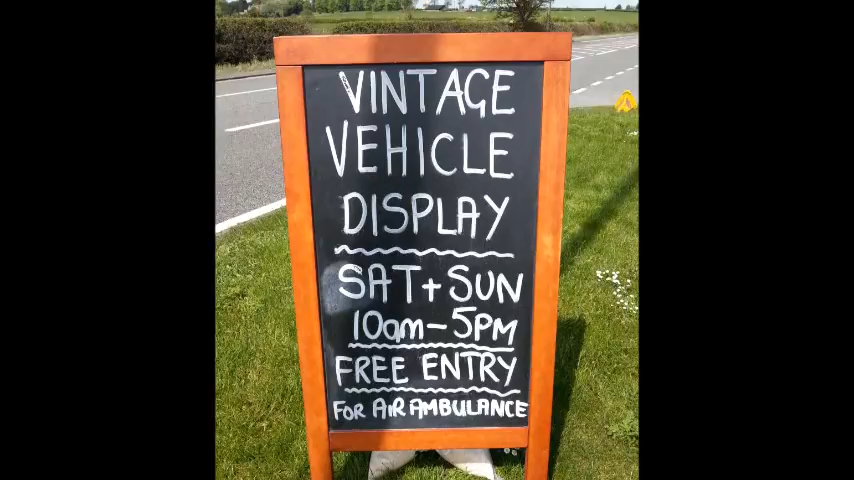 VINTAGE
VEHICLE
DISPLAY
SAT + SUN
10am - 5PM
FREE ENTRY
FOR AIR AMBULANCE